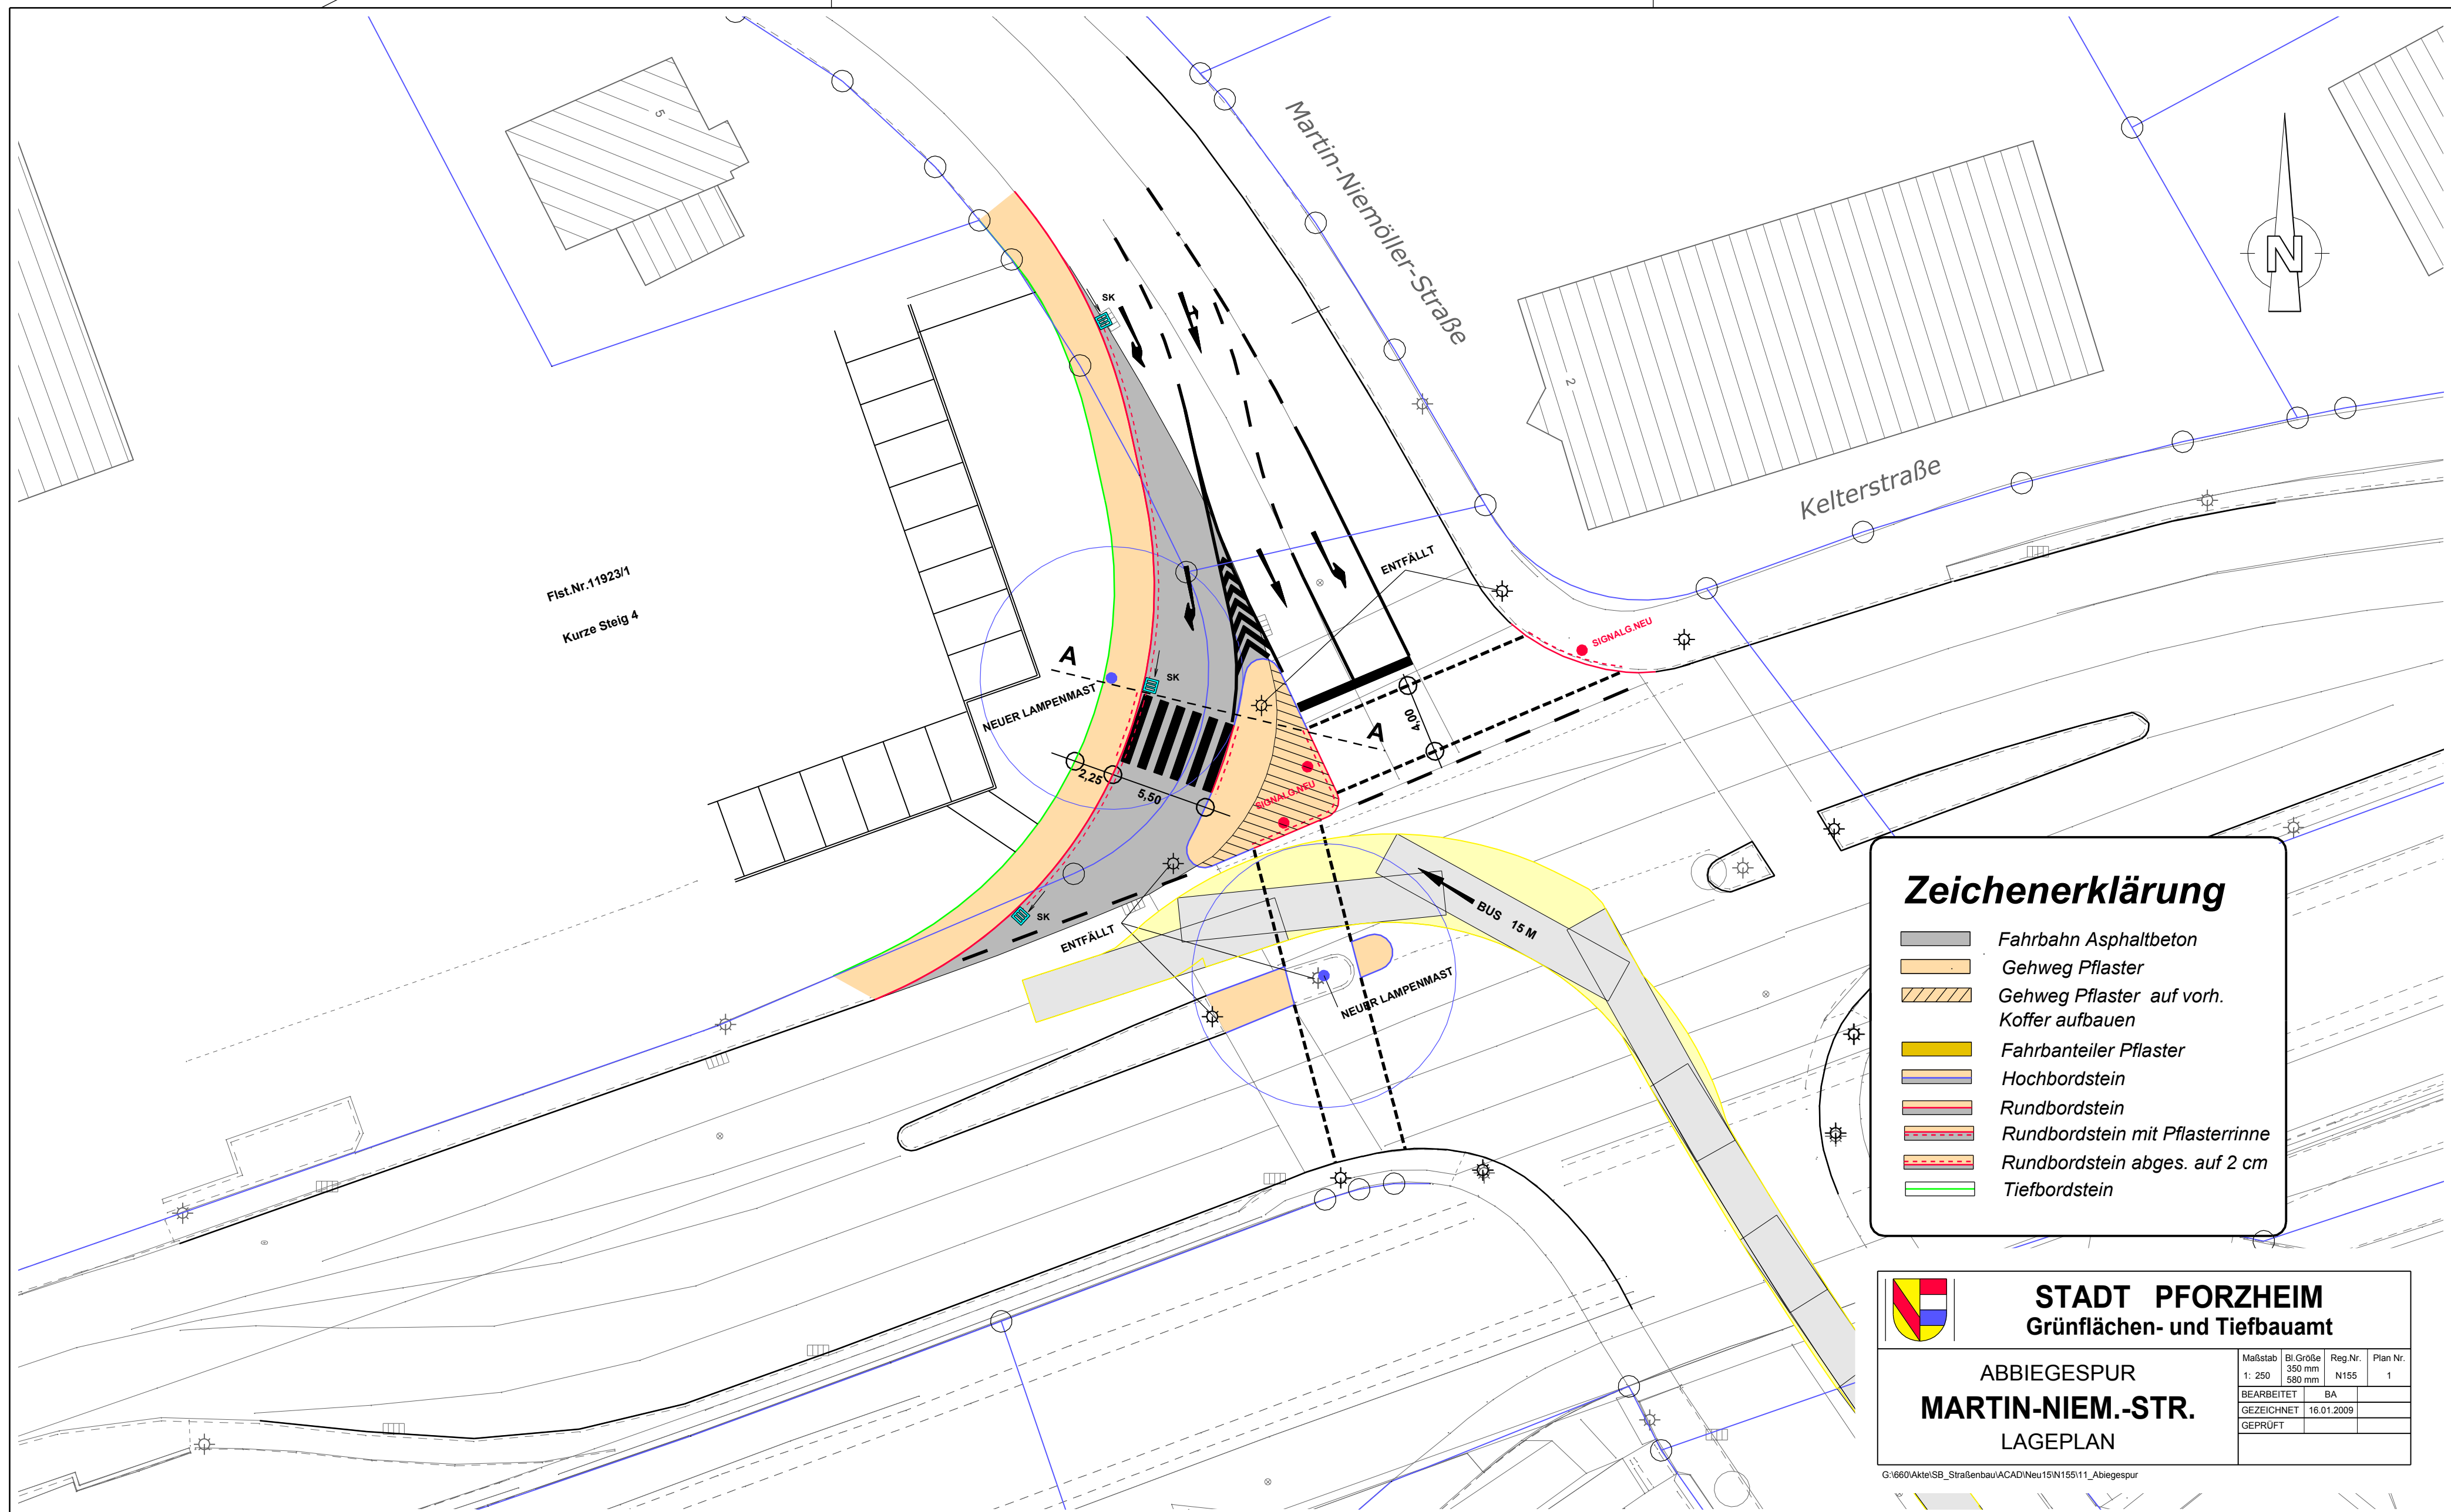 5
Martin-Niemöller-Straße
N
SK
2
Kelterstraße
ENTFÄLLT
Flst.Nr.11923/1
Kurze Steig 4
SIGNALG.NEU
A
SK
NEUER LAMPENMAST
4,00
A
2,25
5,50
SIGNALG.NEU
SK
ENTFÄLLT
BUS 15 M
NEUER LAMPENMAST
Zeichenerklärung
Fahrbahn Asphaltbeton
Gehweg Pflaster
Gehweg Pflaster auf vorh.
Koffer aufbauen
Fahrbanteiler Pflaster
Hochbordstein
Rundbordstein
Rundbordstein mit Pflasterrinne
Rundbordstein abges. auf 2 cm
Tiefbordstein
STADT PFORZHEIM
Grünflächen- und Tiefbauamt
ABBIEGESPUR
MARTIN-NIEM.-STR.
LAGEPLAN
Maßstab Bl.Größe Reg.Nr. Plan Nr.
1: 250 350 mm 580 mm N155 1
BEARBEITET BA
GEZEICHNET 16.01.2009
GEPRÜFT
G:\660\Akte\SB_Straßenbau\ACAD\Neu15\N155\11_Abiegespur